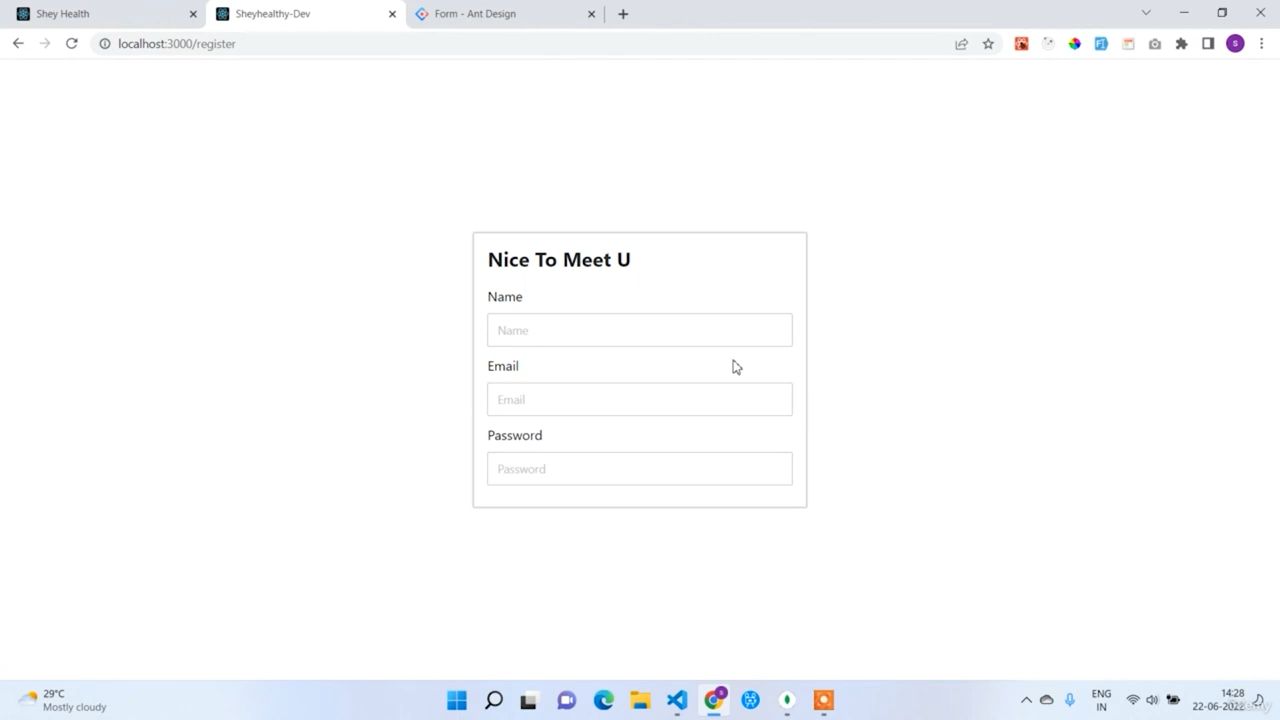 Shey Health
Sheyhealthy-Dev
Form - Ant Design
localhost:3000/register
Nice To Meet U
Name
Name
Email
Email
Password
Password
29°C
Mostly cloudy
ENG
IN
14:28
22-06-2022